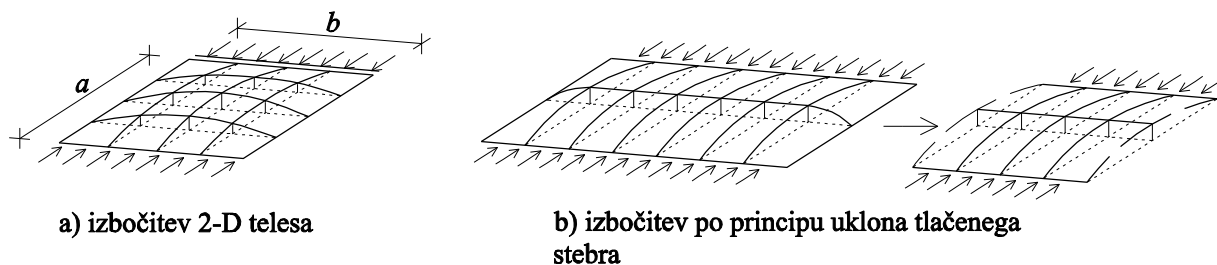 b
a
a) izbočitev 2-D telesa
b) izbočitev po principu uklona tlačenega
stebra